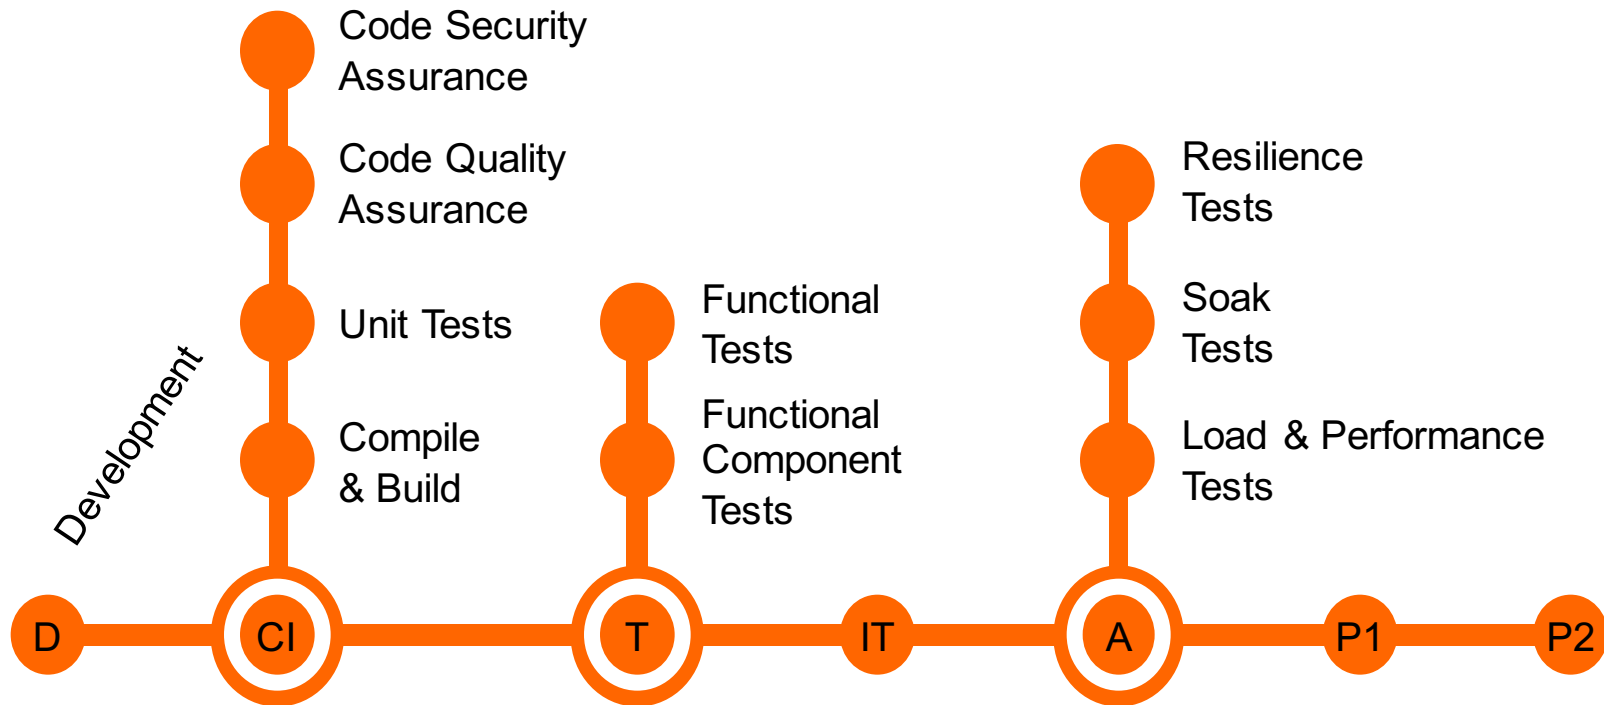 Code Security
Assurance
Code Quality
Assurance
Unit Tests
Compile
& Build
Development
Functional
Tests
Functional
Component
Tests
Resilience
Tests
Soak
Tests
Load & Performance
Tests
D
CI
T
IT
A
P1
P2